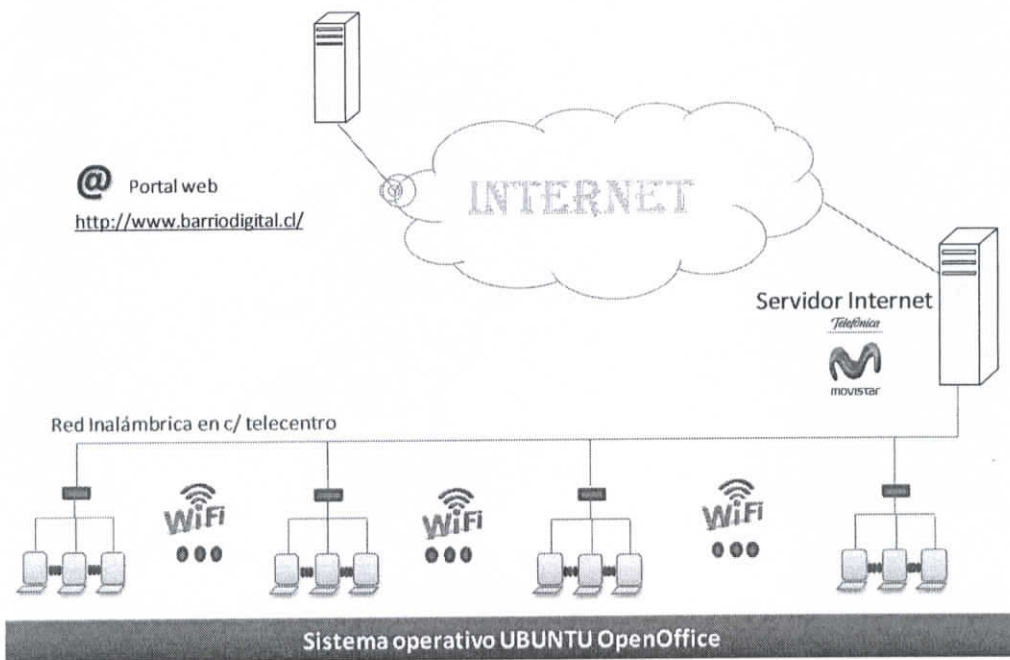 INTERNET
@ Portal web
http://www.barriodigital.cl/
Servidor Internet
Telefónica
movistar
Red Inalámbrica en c/ telecentro
WiFi
WiFi
WiFi
Sistema operativo UBUNTU OpenOffice